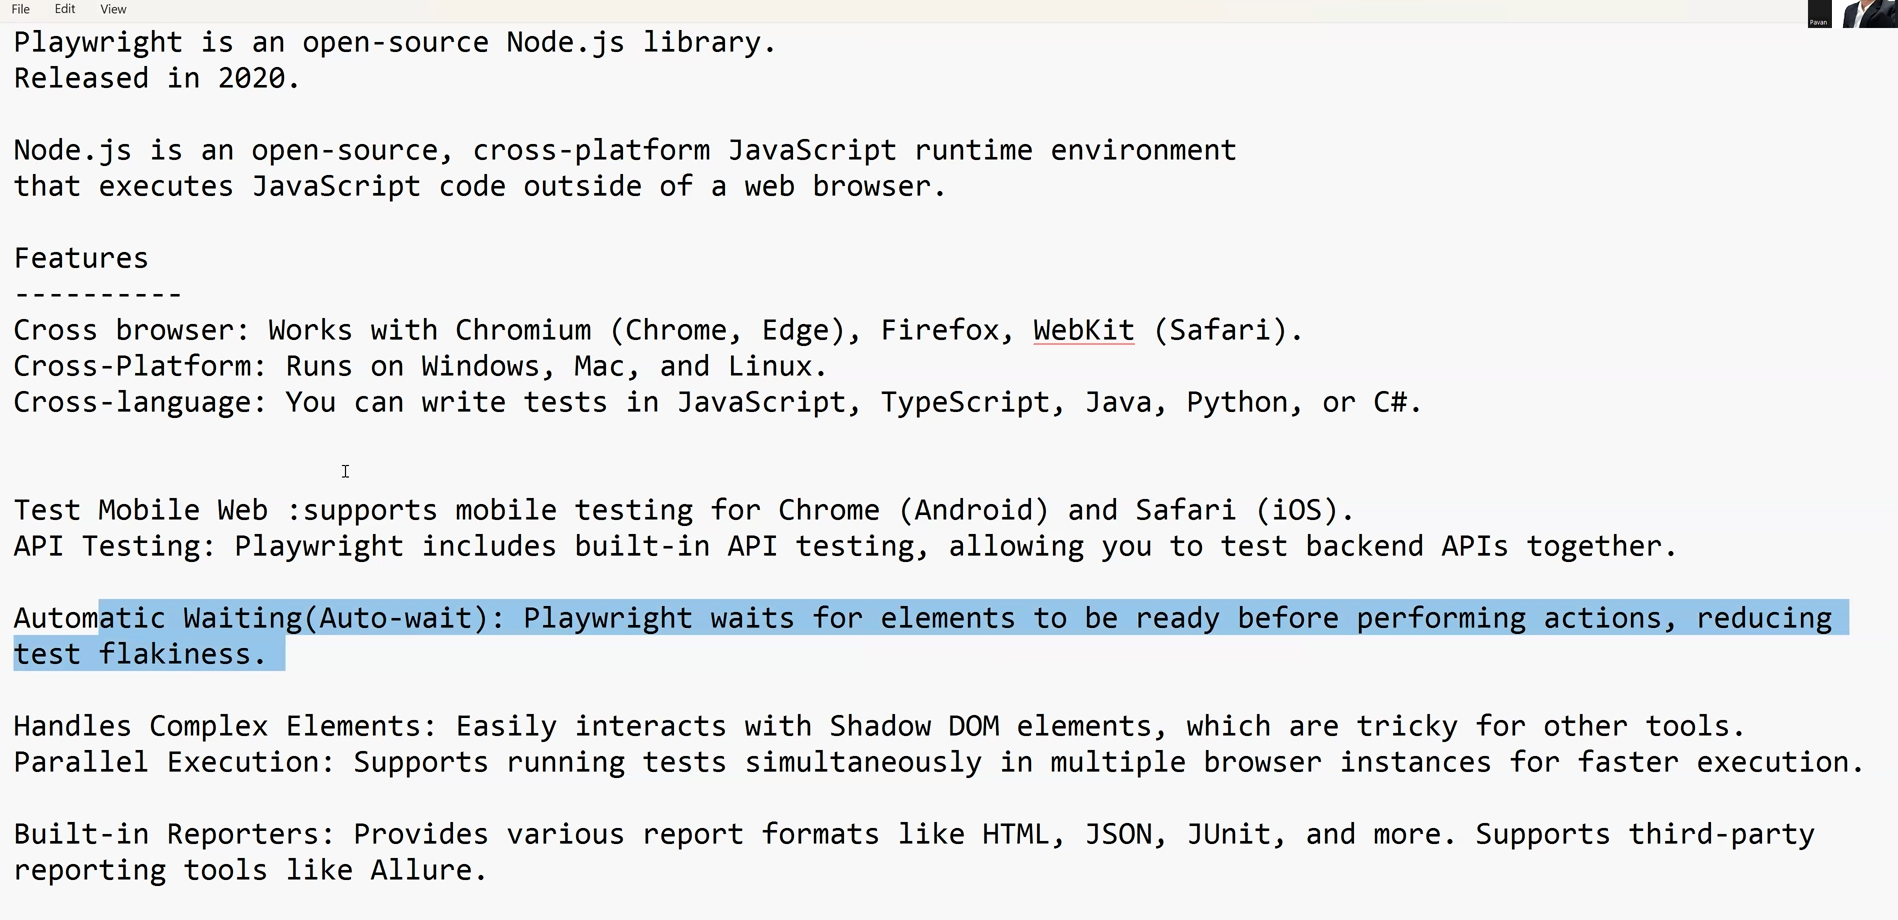 File Edit View
Pavan
Playwright is an open-source Node.js library.
Released in 2020.
Node.js is an open-source, cross-platform JavaScript runtime environment
that executes JavaScript code outside of a web browser.
Features
----------
Cross browser: Works with Chromium (Chrome, Edge), Firefox, WebKit (Safari).
Cross-Platform: Runs on Windows, Mac, and Linux.
Cross-language: You can write tests in JavaScript, TypeScript, Java, Python, or C#.
Test Mobile Web :supports mobile testing for Chrome (Android) and Safari (iOS).
API Testing: Playwright includes built-in API testing, allowing you to test backend APIs together.
Automatic Waiting(Auto-wait): Playwright waits for elements to be ready before performing actions, reducing
test flakiness.
Handles Complex Elements: Easily interacts with Shadow DOM elements, which are tricky for other tools.
Parallel Execution: Supports running tests simultaneously in multiple browser instances for faster execution.
Built-in Reporters: Provides various report formats like HTML, JSON, JUnit, and more. Supports third-party
reporting tools like Allure.